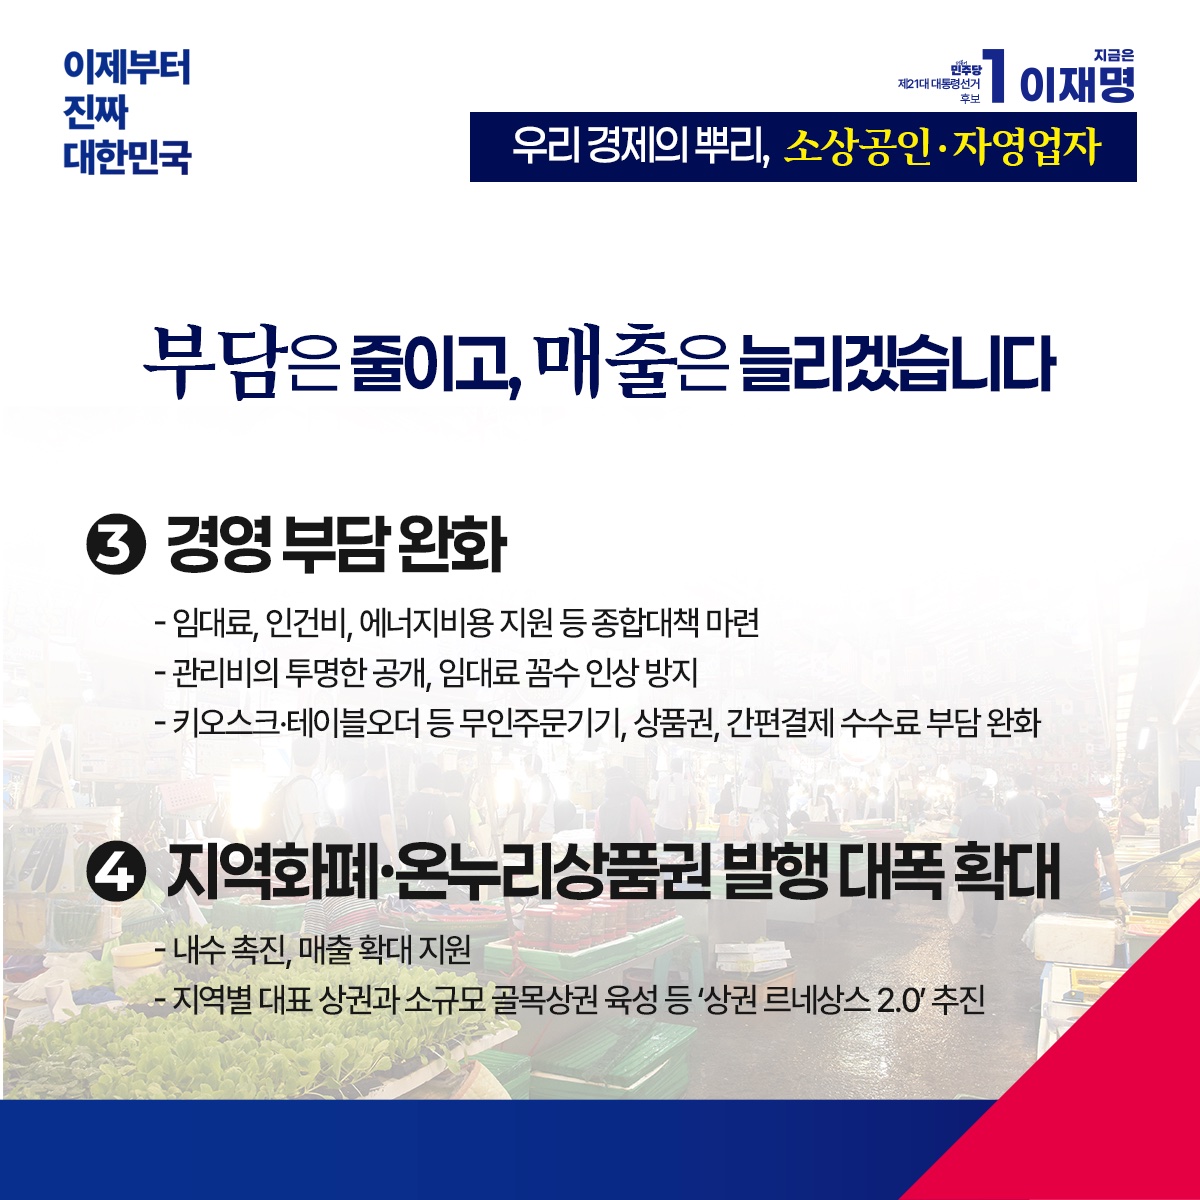 이제부터
진짜
대한민국
지금은
민주당
제21대 대통령선거
후보
1 이재명
우리 경제의 뿌리, 소상공인·자영업자
부담은 줄이고, 매출은 늘리겠습니다
3 경영 부담 완화
- 임대료, 인건비, 에너지비용 지원 등 종합대책 마련
- 관리비의 투명한 공개, 임대료 꼼수 인상 방지
- 키오스크·테이블오더 등 무인주문기기, 상품권, 간편결제 수수료 부담 완화
4 지역화폐·온누리상품권 발행 대폭 확대
- 내수 촉진, 매출 확대 지원
- 지역별 대표 상권과 소규모 골목상권 육성 등 ‘상권 르네상스 2.0’ 추진